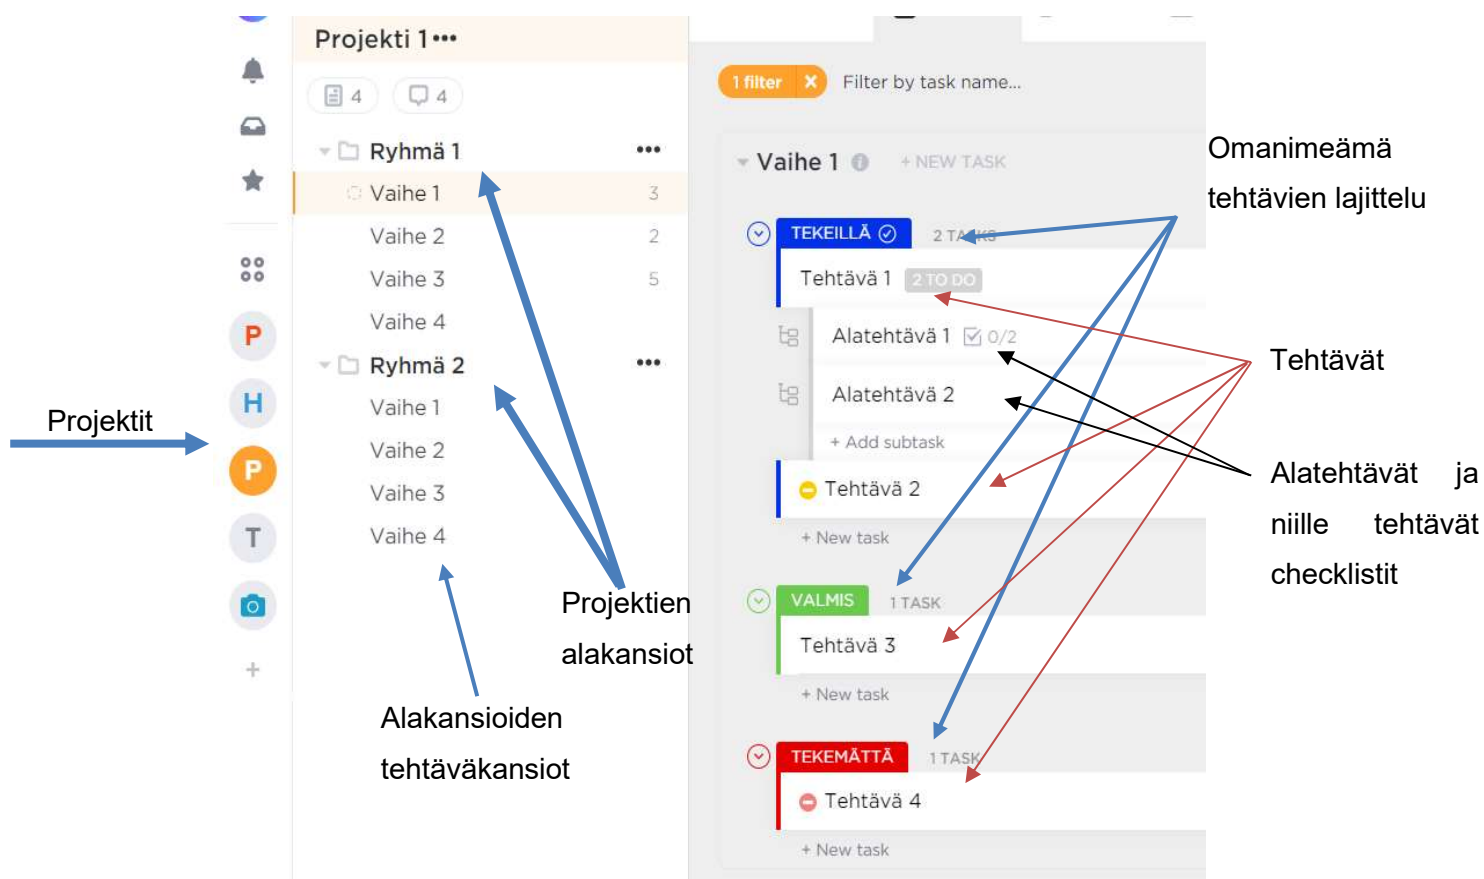 Projekti 1•••
4
4
Ryhmä 1 •••
Vaihe 1 3
Vaihe 2 2
Vaihe 3 5
Vaihe 4
Ryhmä 2 •••
Vaihe 1
Vaihe 2
Vaihe 3
Vaihe 4
P
H
P
T
+
Projektit
Alakansioiden
tehtäväkansiot
Projektien
alakansiot
1 filter X Filter by task name...
Vaihe 1 + NEW TASK
TEKEILLÄ 2 TASKS
Tehtävä 1 2 TO DO
Alatehtävä 1 0/2
Alatehtävä 2
+ Add subtask
Tehtävä 2
+ New task
VALMIS 1 TASK
Tehtävä 3
+ New task
TEKEMÄTTÄ 1 TASK
Tehtävä 4
+ New task
Omanimeämä
tehtävien lajittelu
Tehtävät
Alatehtävät ja
niille tehtävät
checklistit